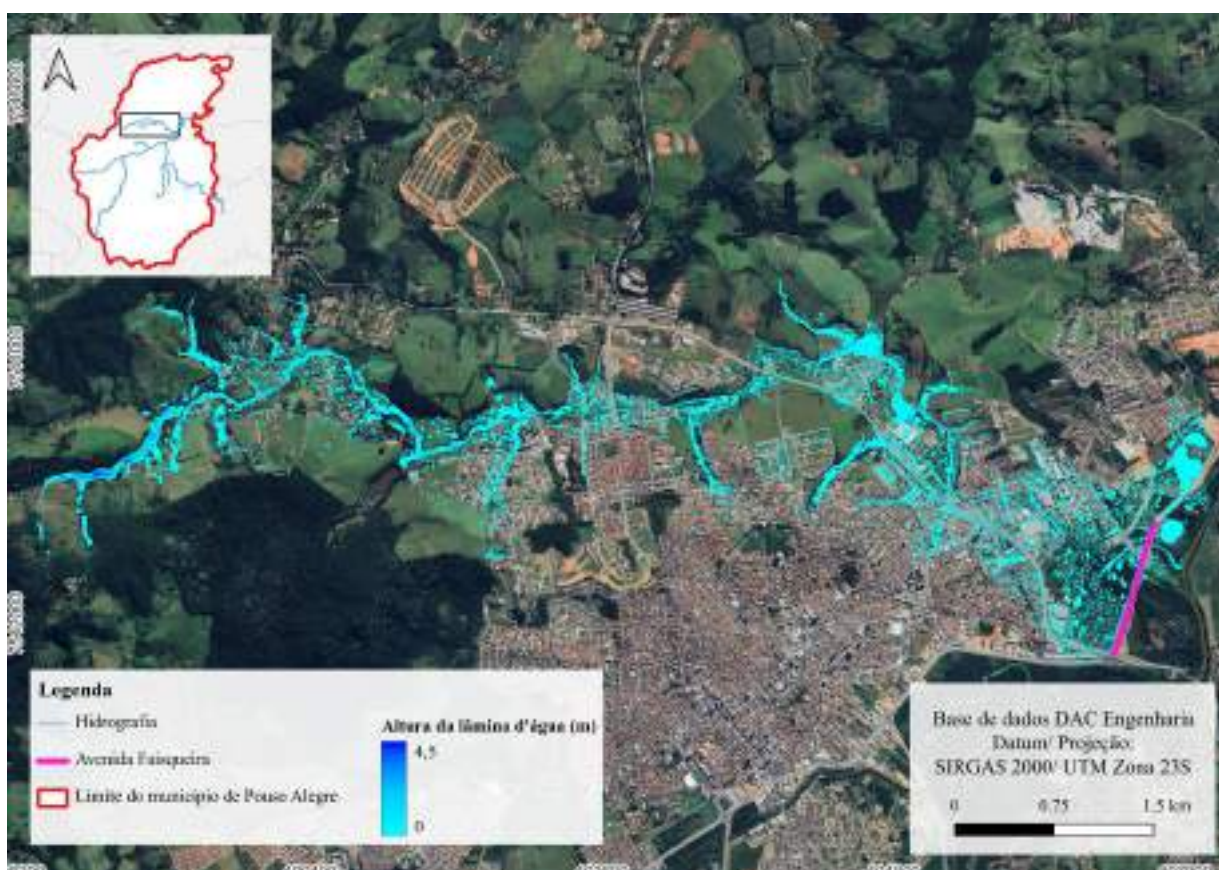 Legenda
Hidrografia
Avenida Faisqueira
Limite do município de Pouso Alegre
Altura da lâmina d'água (m)
4,5
0
Base de dados DAC Engenharia
Datum/ Projeção:
SIRGAS 2000/ UTM Zona 23S
0 0.75 1.5 km